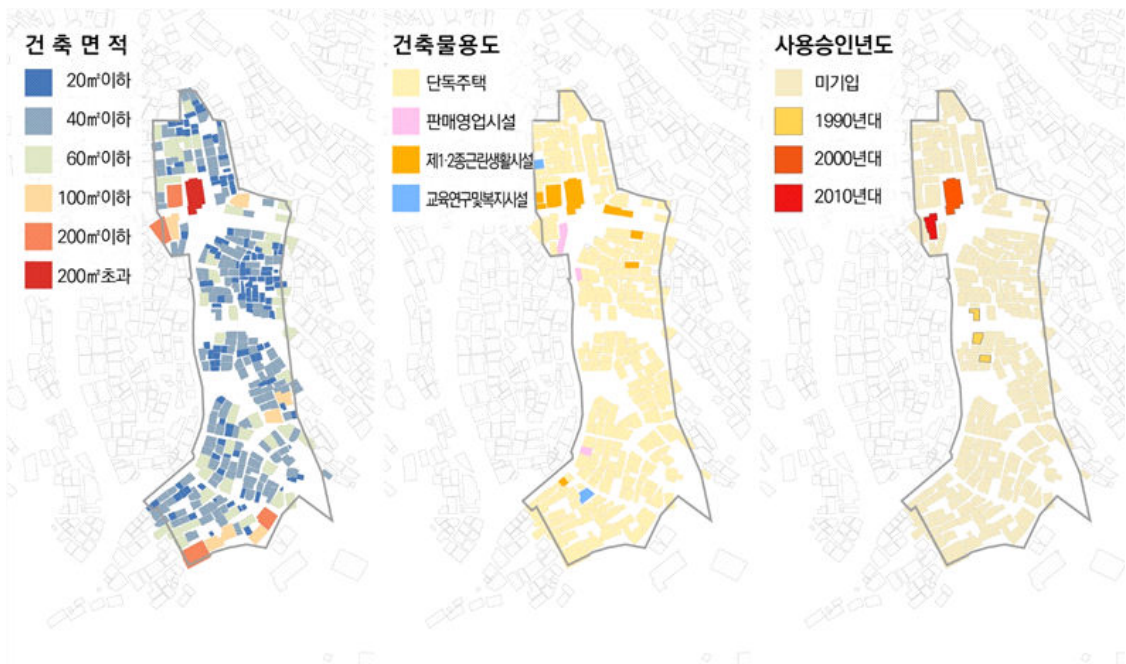 건축면적
20㎡이하
40㎡이하
60㎡이하
100㎡이하
200㎡이하
200㎡초과
건축물용도
단독주택
판매영업시설
제1·2종근린생활시설
교육연구및복지시설
사용승인년도
미기입
1990년대
2000년대
2010년대